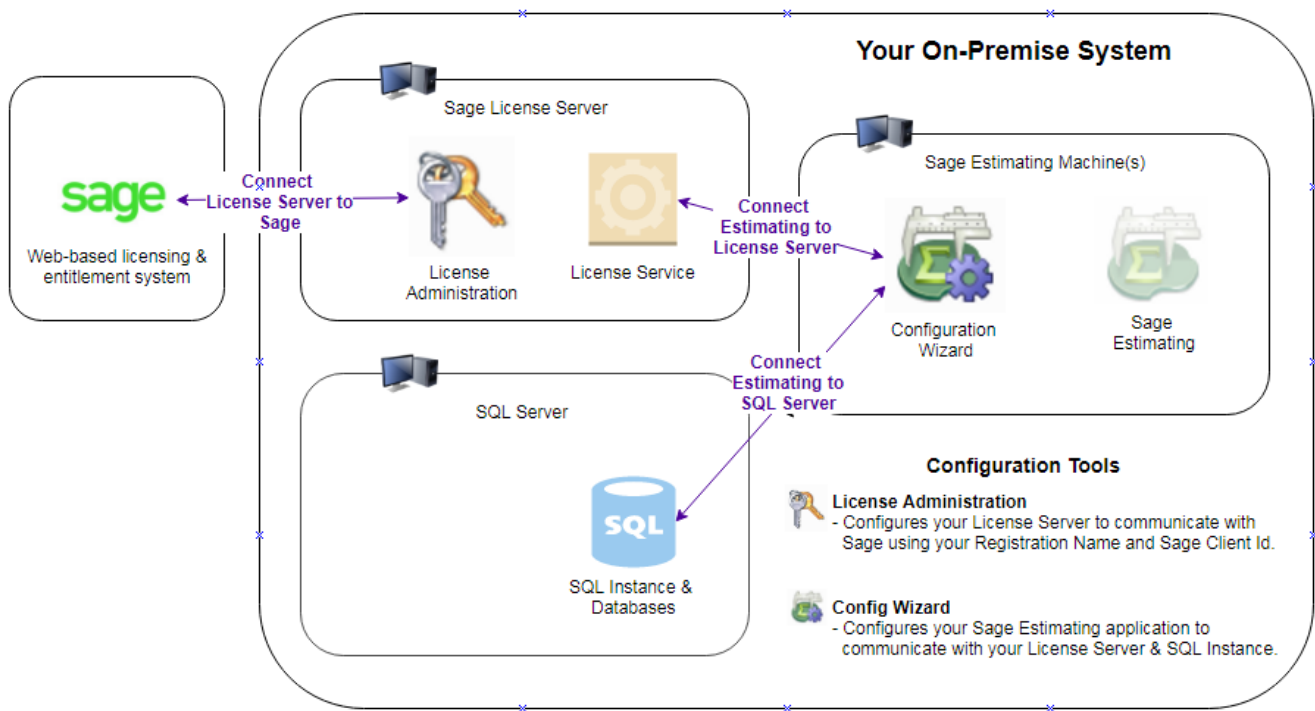 Your On-Premise System
Sage License Server
Sage Estimating Machine(s)
sage
Web-based licensing &
entitlement system
Connect
License Server to
Sage
License
Administration
License Service
Connect
Estimating to
License Server
Configuration
Wizard
Sage
Estimating
Connect
Estimating to
SQL Server
SQL Server
SQL
SQL Instance &
Databases
Configuration Tools
License Administration
- Configures your License Server to communicate with
Sage using your Registration Name and Sage Client Id.
Config Wizard
- Configures your Sage Estimating application to
communicate with your License Server & SQL Instance.